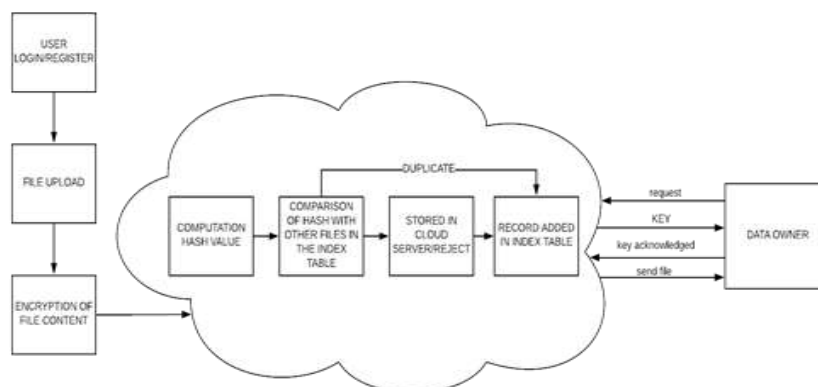 USER
LOGIN/REGISTER
FILE UPLOAD
ENCRYPTION OF
FILE CONTENT
DUPLICATE
COMPUTATION
HASH VALUE
COMPARISON
OF HASH WITH
OTHER FILES IN
THE INDEX
TABLE
STORED IN
CLOUD
SERVER/REJECT
RECORD ADDED
IN INDEX TABLE
request
KEY
key acknowledged
send file
DATA OWNER